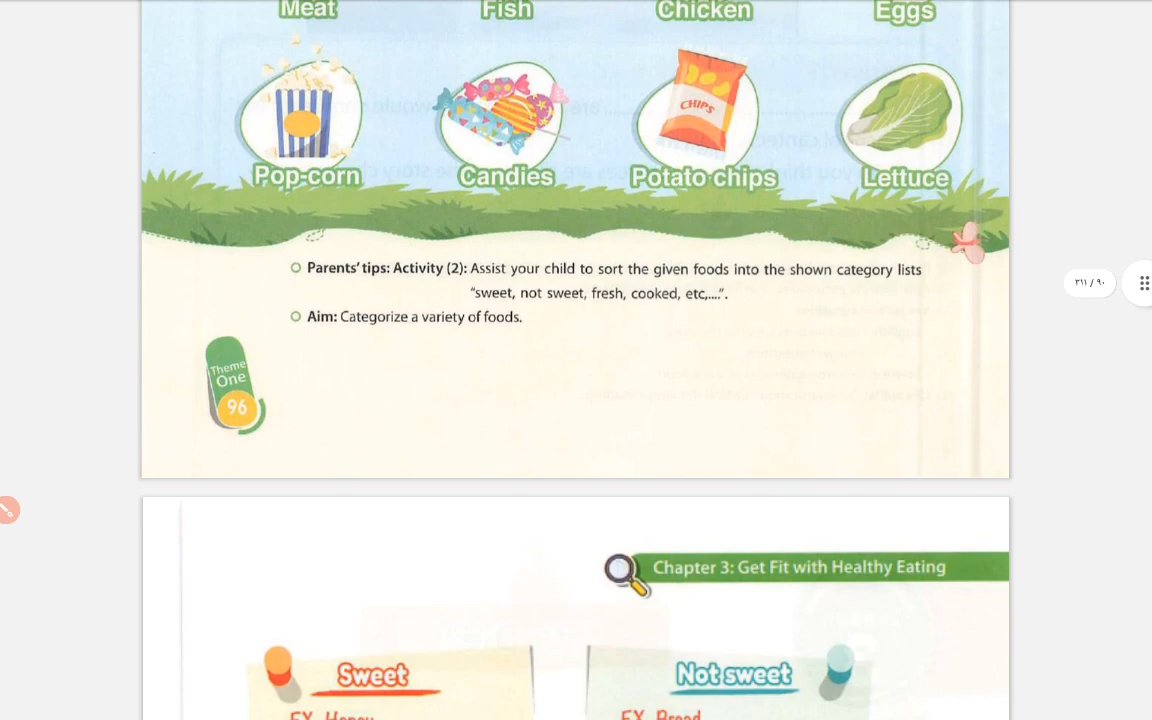 Meat Fish Chicken Eggs
CHIPS
Pop-corn Candies Potato chips Lettuce
Parents' tips: Activity (2): Assist your child to sort the given foods into the shown category lists
"sweet, not sweet, fresh, cooked, etc,....".
Aim: Categorize a variety of foods.
٣١١ / ٩٠
Theme
One
96
Chapter 3: Get Fit with Healthy Eating
Sweet Not sweet
EX. Honey EX. Bread